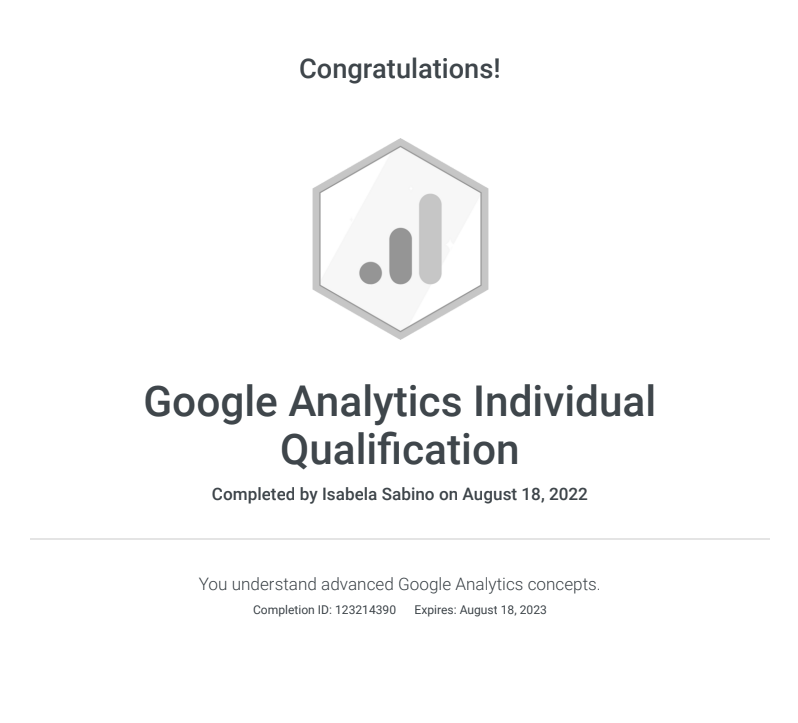 Congratulations!
Google Analytics Individual
Qualification
Completed by Isabela Sabino on August 18, 2022
You understand advanced Google Analytics concepts.
Completion ID: 123214390 Expires: August 18, 2023